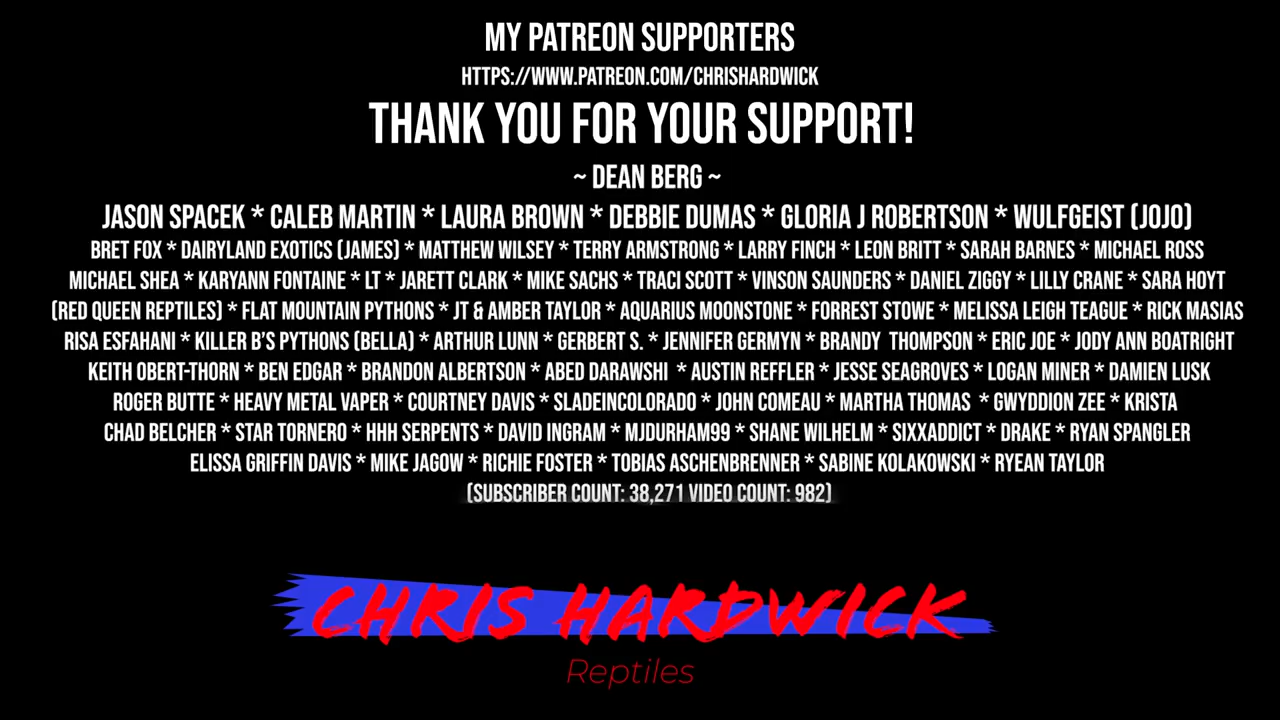 MY PATREON SUPPORTERS
HTTPS://WWW.PATREON.COM/CHRISHARDWICK
THANK YOU FOR YOUR SUPPORT!
~ DEAN BERG ~
JASON SPACEK * CALEB MARTIN * LAURA BROWN * DEBBIE DUMAS * GLORIA J ROBERTSON * WULFGEIST (JOJO)
BRET FOX * DAIRYLAND EXOTICS (JAMES) * MATTHEW WILSEY * TERRY ARMSTRONG * LARRY FINCH * LEON BRITT * SARAH BARNES * MICHAEL ROSS
MICHAEL SHEA * KARYANN FONTAINE * LT * JARETT CLARK * MIKE SACHS * TRACI SCOTT * VINSON SAUNDERS * DANIEL ZIGGY * LILLY CRANE * SARA HOYT
(RED QUEEN REPTILES) * FLAT MOUNTAIN PYTHONS * JT & AMBER TAYLOR * AQUARIUS MOONSTONE * FORREST STOWE * MELISSA LEIGH TEAGUE * RICK MASIAS
RISA ESFAHANI * KILLER B'S PYTHONS (BELLA) * ARTHUR LUNN * GERBERT S. * JENNIFER GERMYN * BRANDY THOMPSON * ERIC JOE * JODY ANN BOATRIGHT
KEITH OBERT-THORN * BEN EDGAR * BRANDON ALBERTSON * ABED DARAWSHI * AUSTIN REFFLER * JESSE SEAGROVES * LOGAN MINER * DAMIEN LUSK
ROGER BUTTE * HEAVY METAL VAPER * COURTNEY DAVIS * SLADEINCOLORADO * JOHN COMEAU * MARTHA THOMAS * GWYDDION ZEE * KRISTA
CHAD BELCHER * STAR TORNERO * HHH SERPENTS * DAVID INGRAM * MJDURHAM99 * SHANE WILHELM * SIXXADDICT * DRAKE * RYAN SPANGLER
ELISSA GRIFFIN DAVIS * MIKE JAGOW * RICHIE FOSTER * TOBIAS ASCHENBRENNER * SABINE KOLAKOWSKI * RYEAN TAYLOR
(SUBSCRIBER COUNT: 38,271 VIDEO COUNT: 982)
CHRIS HARDWICK
Reptiles